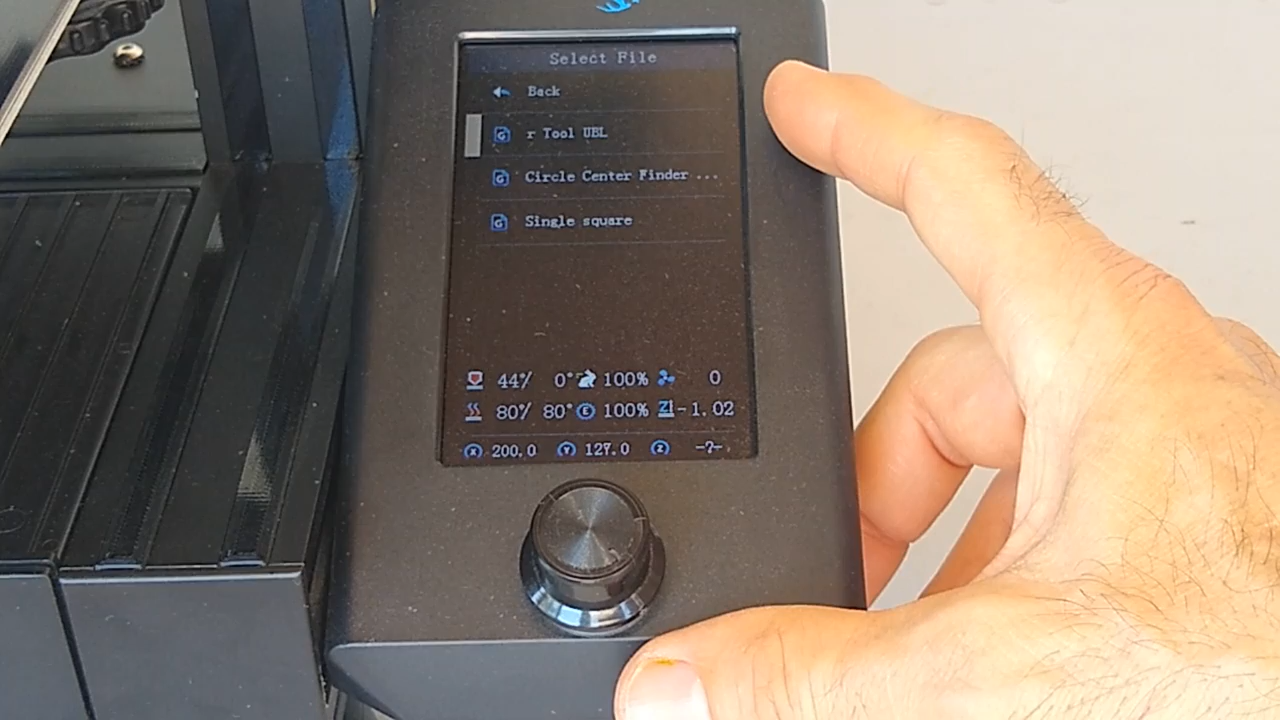 Select File
Back
r Tool UBL
Circle Center Finder ...
Single square
44°/ 0° 100% 0
80°/ 80° E 100% Z -1.02
X 200.0 Y 127.0 Z -?-